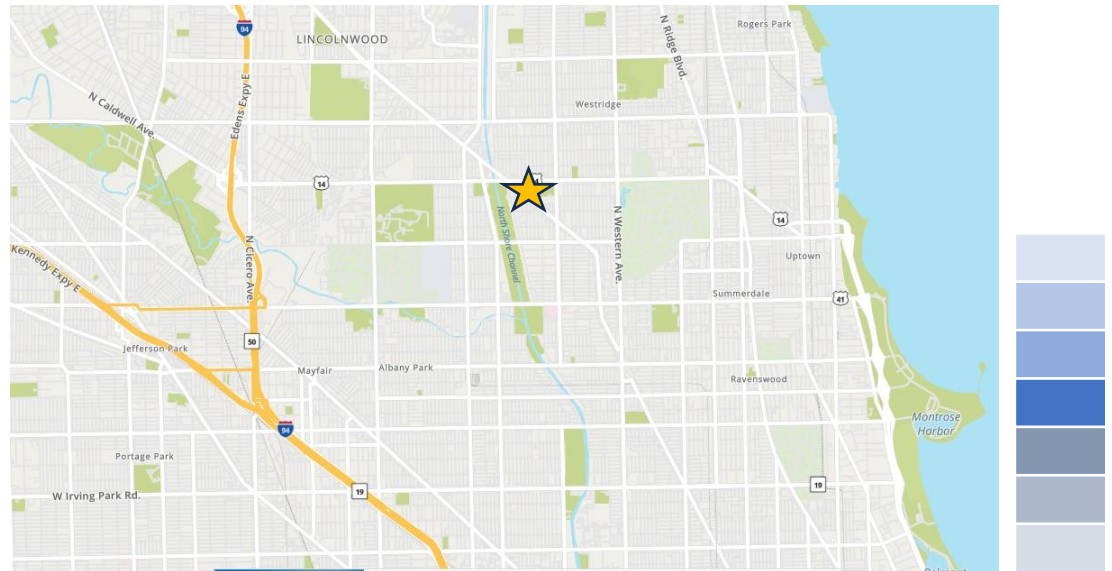 Rogers Park
94
LINCOLNWOOD
N Ridge Blvd.
Edens Expy E
N Caldwell Ave.
Westridge
14
North Shore Channel
N Western Ave.
14
Kennedy Expy E
N Cicero Ave.
Uptown
Summerdale
41
50
Jefferson Park
Mayfair
Albany Park
Ravenswood
Montrose
Harbor
94
Portage Park
19
19
W Irving Park Rd.